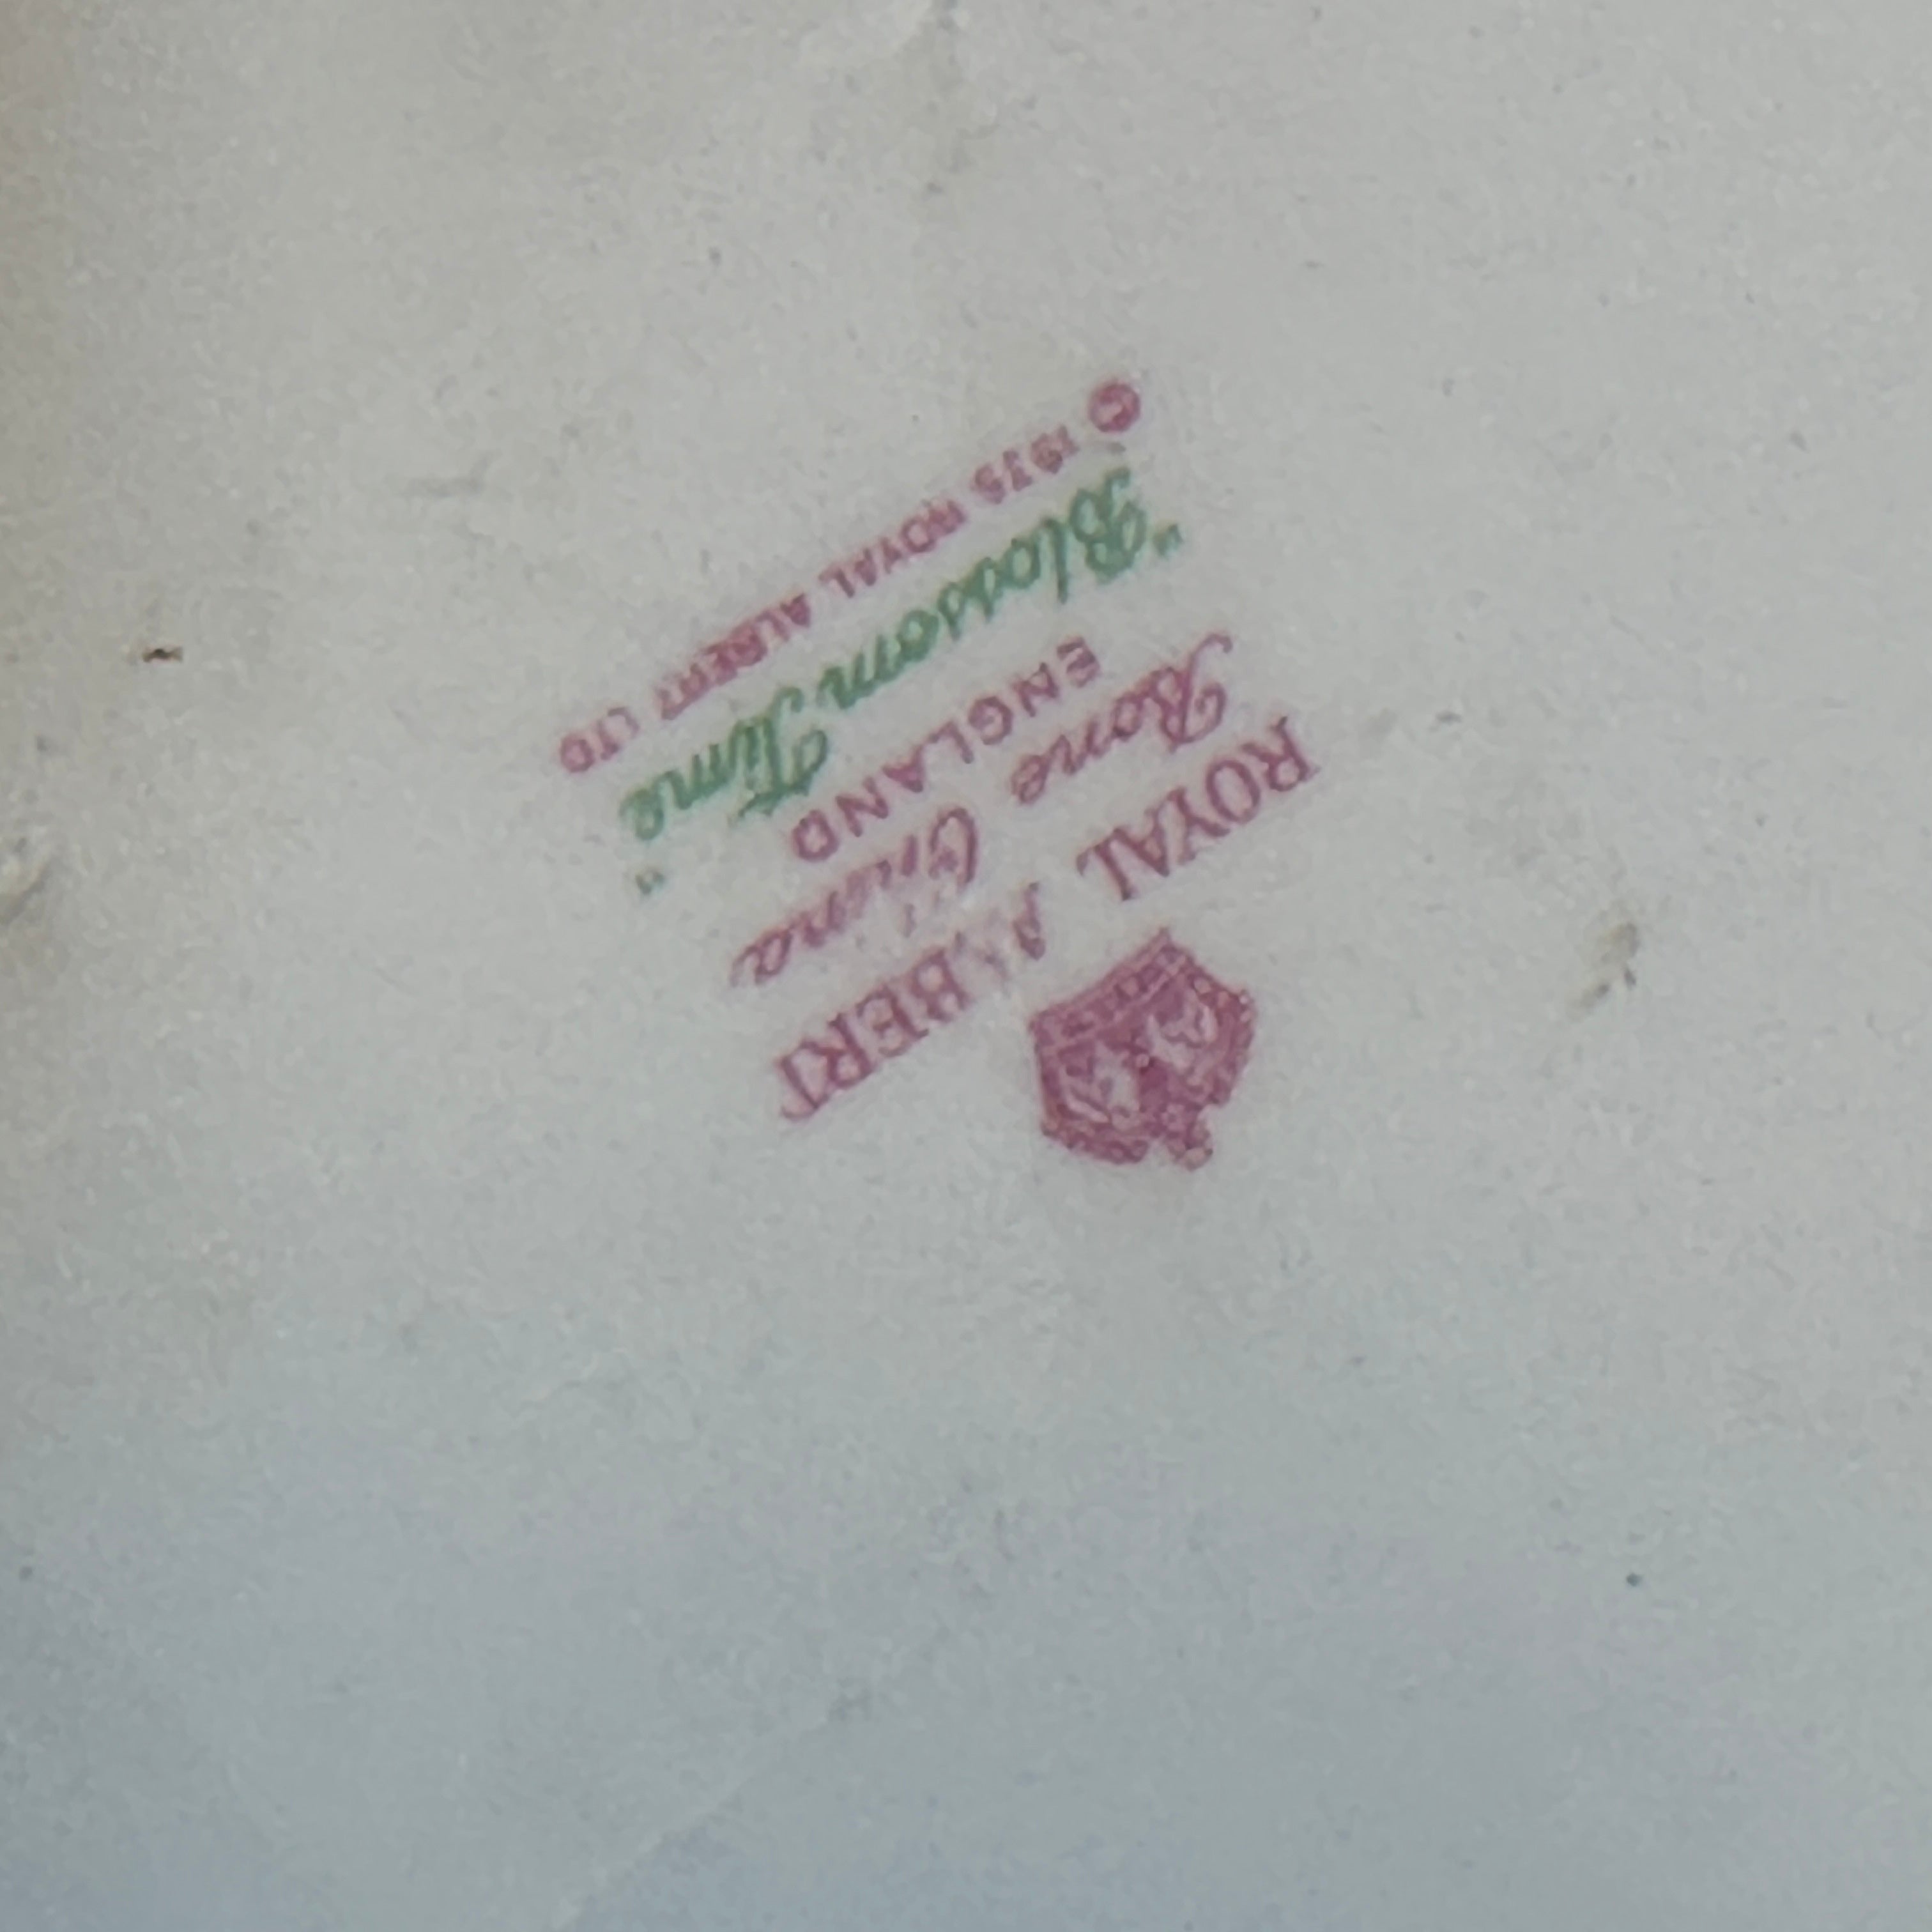 ROYAL ALBERT
Bone China
ENGLAND
"Blossom Time"
© 1975 ROYAL ALBERT LTD